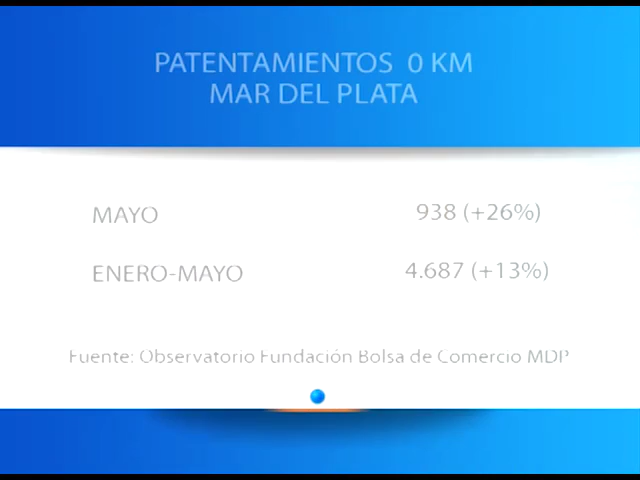 PATENTAMIENTOS 0 KM
MAR DEL PLATA
MAYO 938 (+26%)
ENERO-MAYO 4.687 (+13%)
Fuente: Observatorio Fundación Bolsa de Comercio MDP